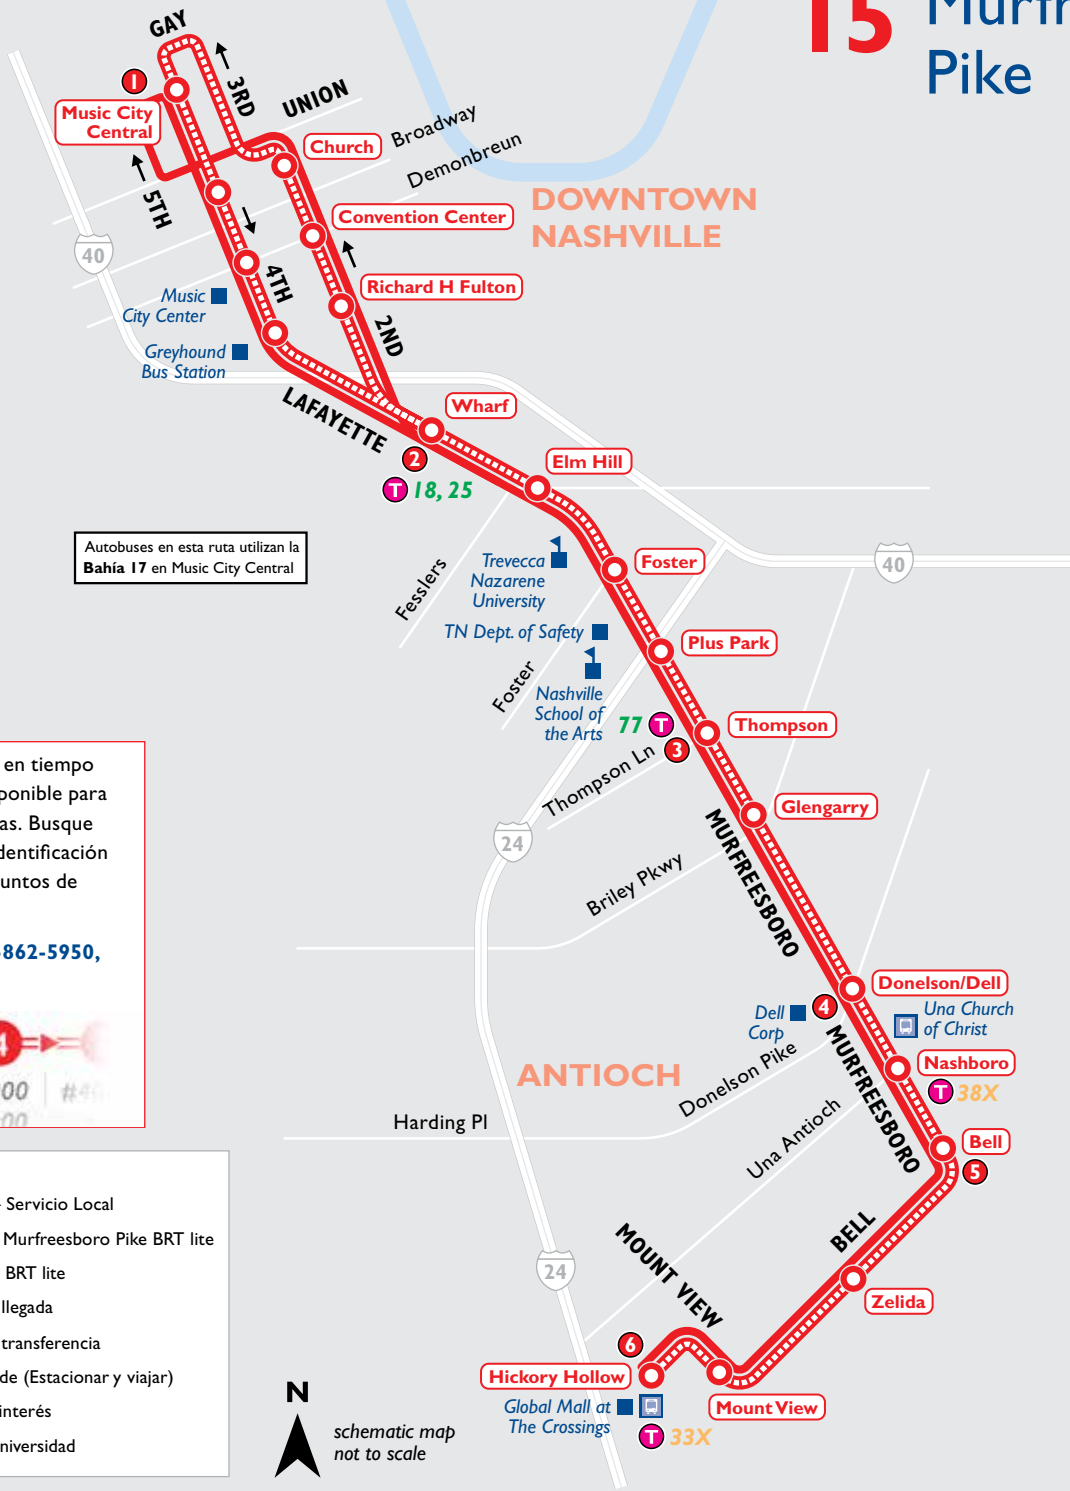 15
Pike
GAY
3RD
UNION
1
Music City
Central
Church
Broadway
Demonbreun
5TH
Convention Center
DOWNTOWN
NASHVILLE
40
4TH
Richard H Fulton
Music
City Center
2ND
Greyhound
Bus Station
LAFAYETTE
Wharf
2
T 18, 25
Elm Hill
Autobuses en esta ruta utilizan la
Bahía 17 en Music City Central
Fesslers
Trevecca
Nazarene
University
Foster
40
TN Dept. of Safety
Plus Park
Foster
Nashville
School of
the Arts
77 T
Thompson
3
Thompson Ln
en tiempo
ponible para
as. Busque
dentificación
untos de
862-5950,
Glengarry
24
MURFREESBORO
Briley Pkwy
Donelson/Dell
4
Dell
Corp
Una Church
of Christ
MURFREESBORO
Nashboro
T 38X
4
00
#4
00
ANTIOCH
Donelson Pike
Harding Pl
Una Antioch
Bell
5
Servicio Local
Murfreesboro Pike BRT lite
BRT lite
llegada
transferencia
de (Estacionar y viajar)
interés
niversidad
BELL
MOUNT VIEW
24
Zelida
6
Hickory Hollow
Mount View
Global Mall at
The Crossings
T 33X
N
schematic map
not to scale